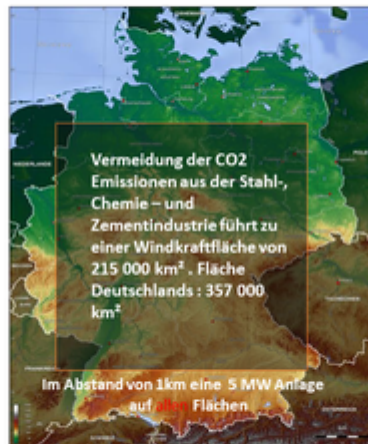 NIEDERLANDE
Vermeidung der CO2
Emissionen aus der Stahl-,
Chemie – und
Zementindustrie führt zu
einer Windkraftfläche von
215 000 km² . Fläche
Deutschlands : 357 000
km²
Im Abstand von 1km eine 5 MW Anlage
auf allen Flächen